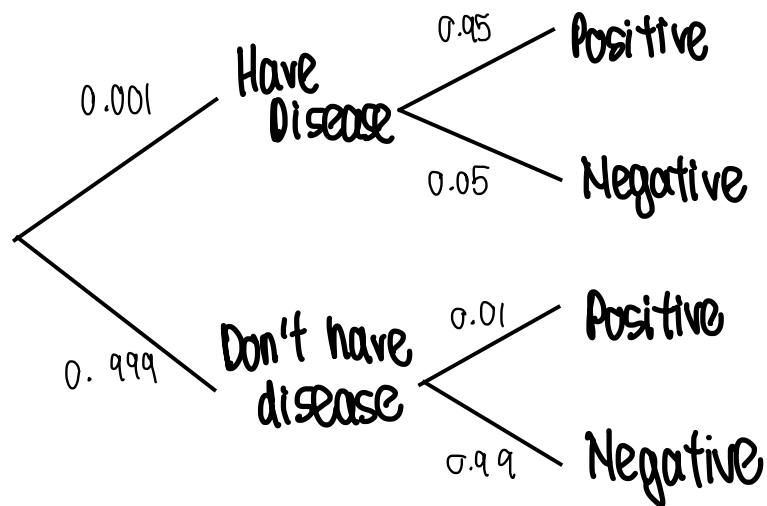 0.001
Have
Disease
0.95
Positive
0.05
Negative
0.999
Don't have
disease
0.01
Positive
0.99
Negative